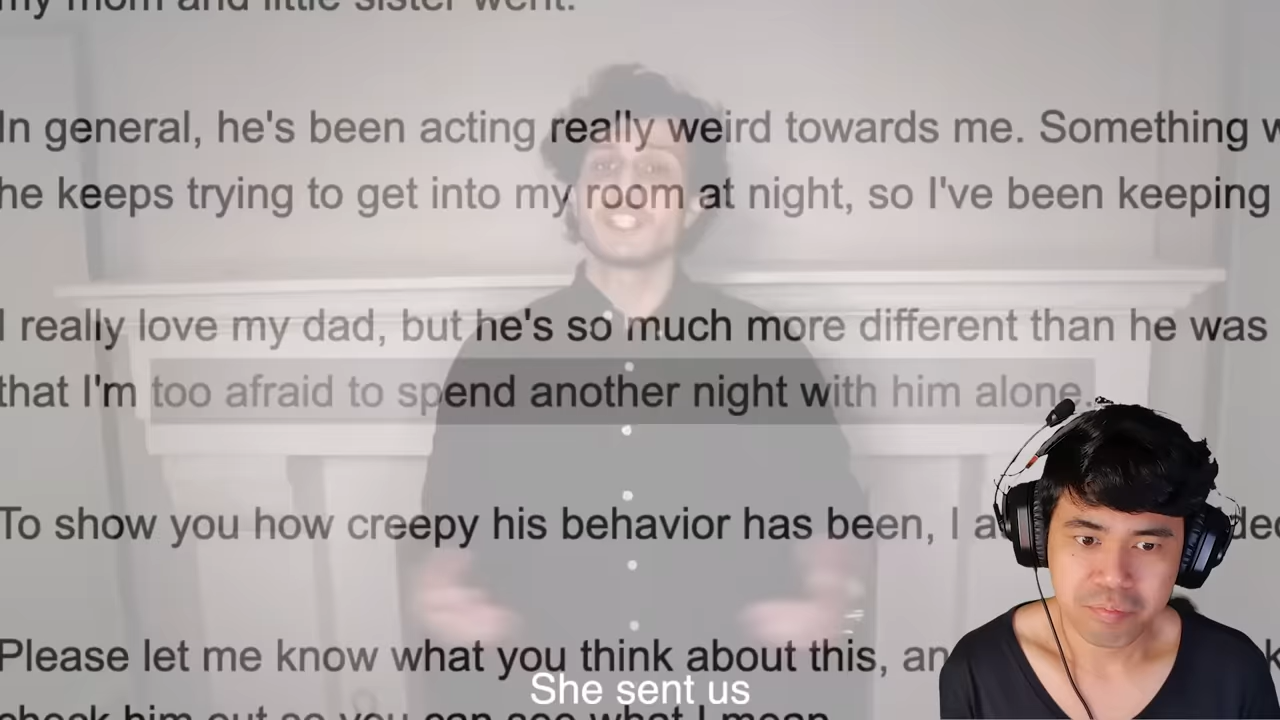 my mom and little sister went.
In general, he's been acting really weird towards me. Something
he keeps trying to get into my room at night, so I've been keeping
I really love my dad, but he's so much more different than he was
that I'm too afraid to spend another night with him alone.
To show you how creepy his behavior has been, I
Please let me know what you think about this,
She sent us
check him out so you can see what I mean.